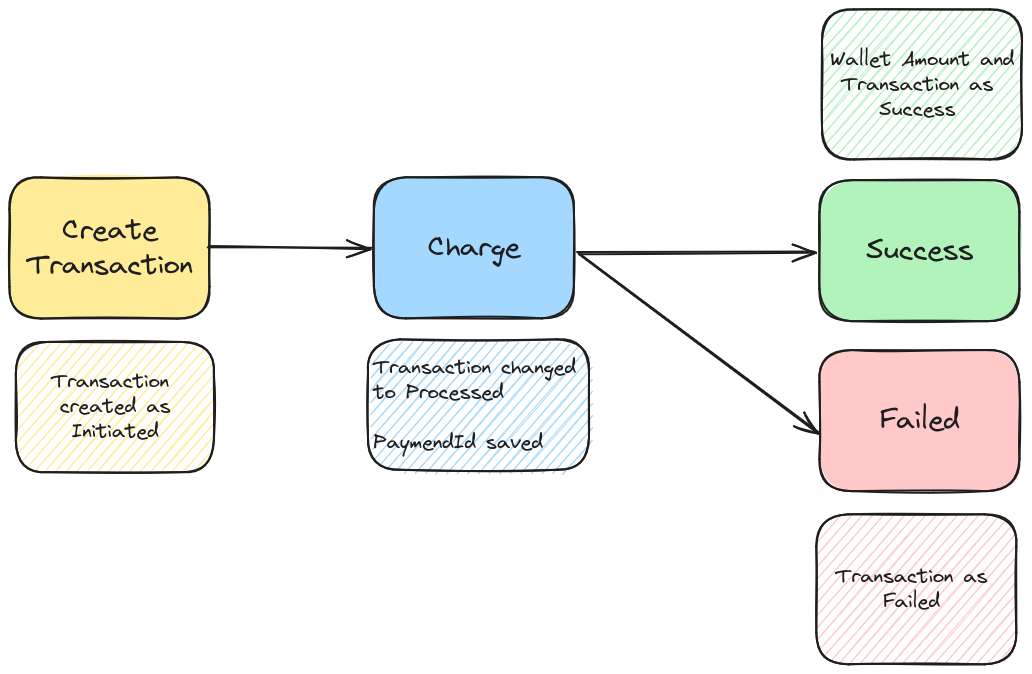 Wallet Amount and
Transaction as
Success
Create
Transaction
Charge
Success
Transaction
created as
Initiated
Transaction changed
to Processed
PaymendId saved
Failed
Transaction as
Failed